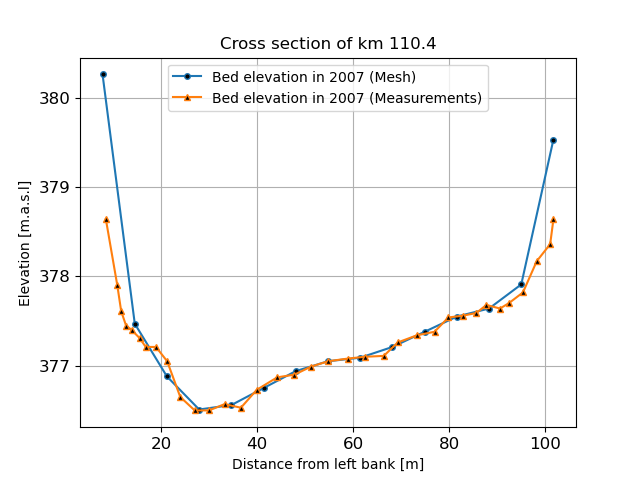 Cross section of km 110.4
Bed elevation in 2007 (Mesh)
Bed elevation in 2007 (Measurements)
Elevation [m.a.s.l]
380
379
378
377
20 40 60 80 100
Distance from left bank [m]